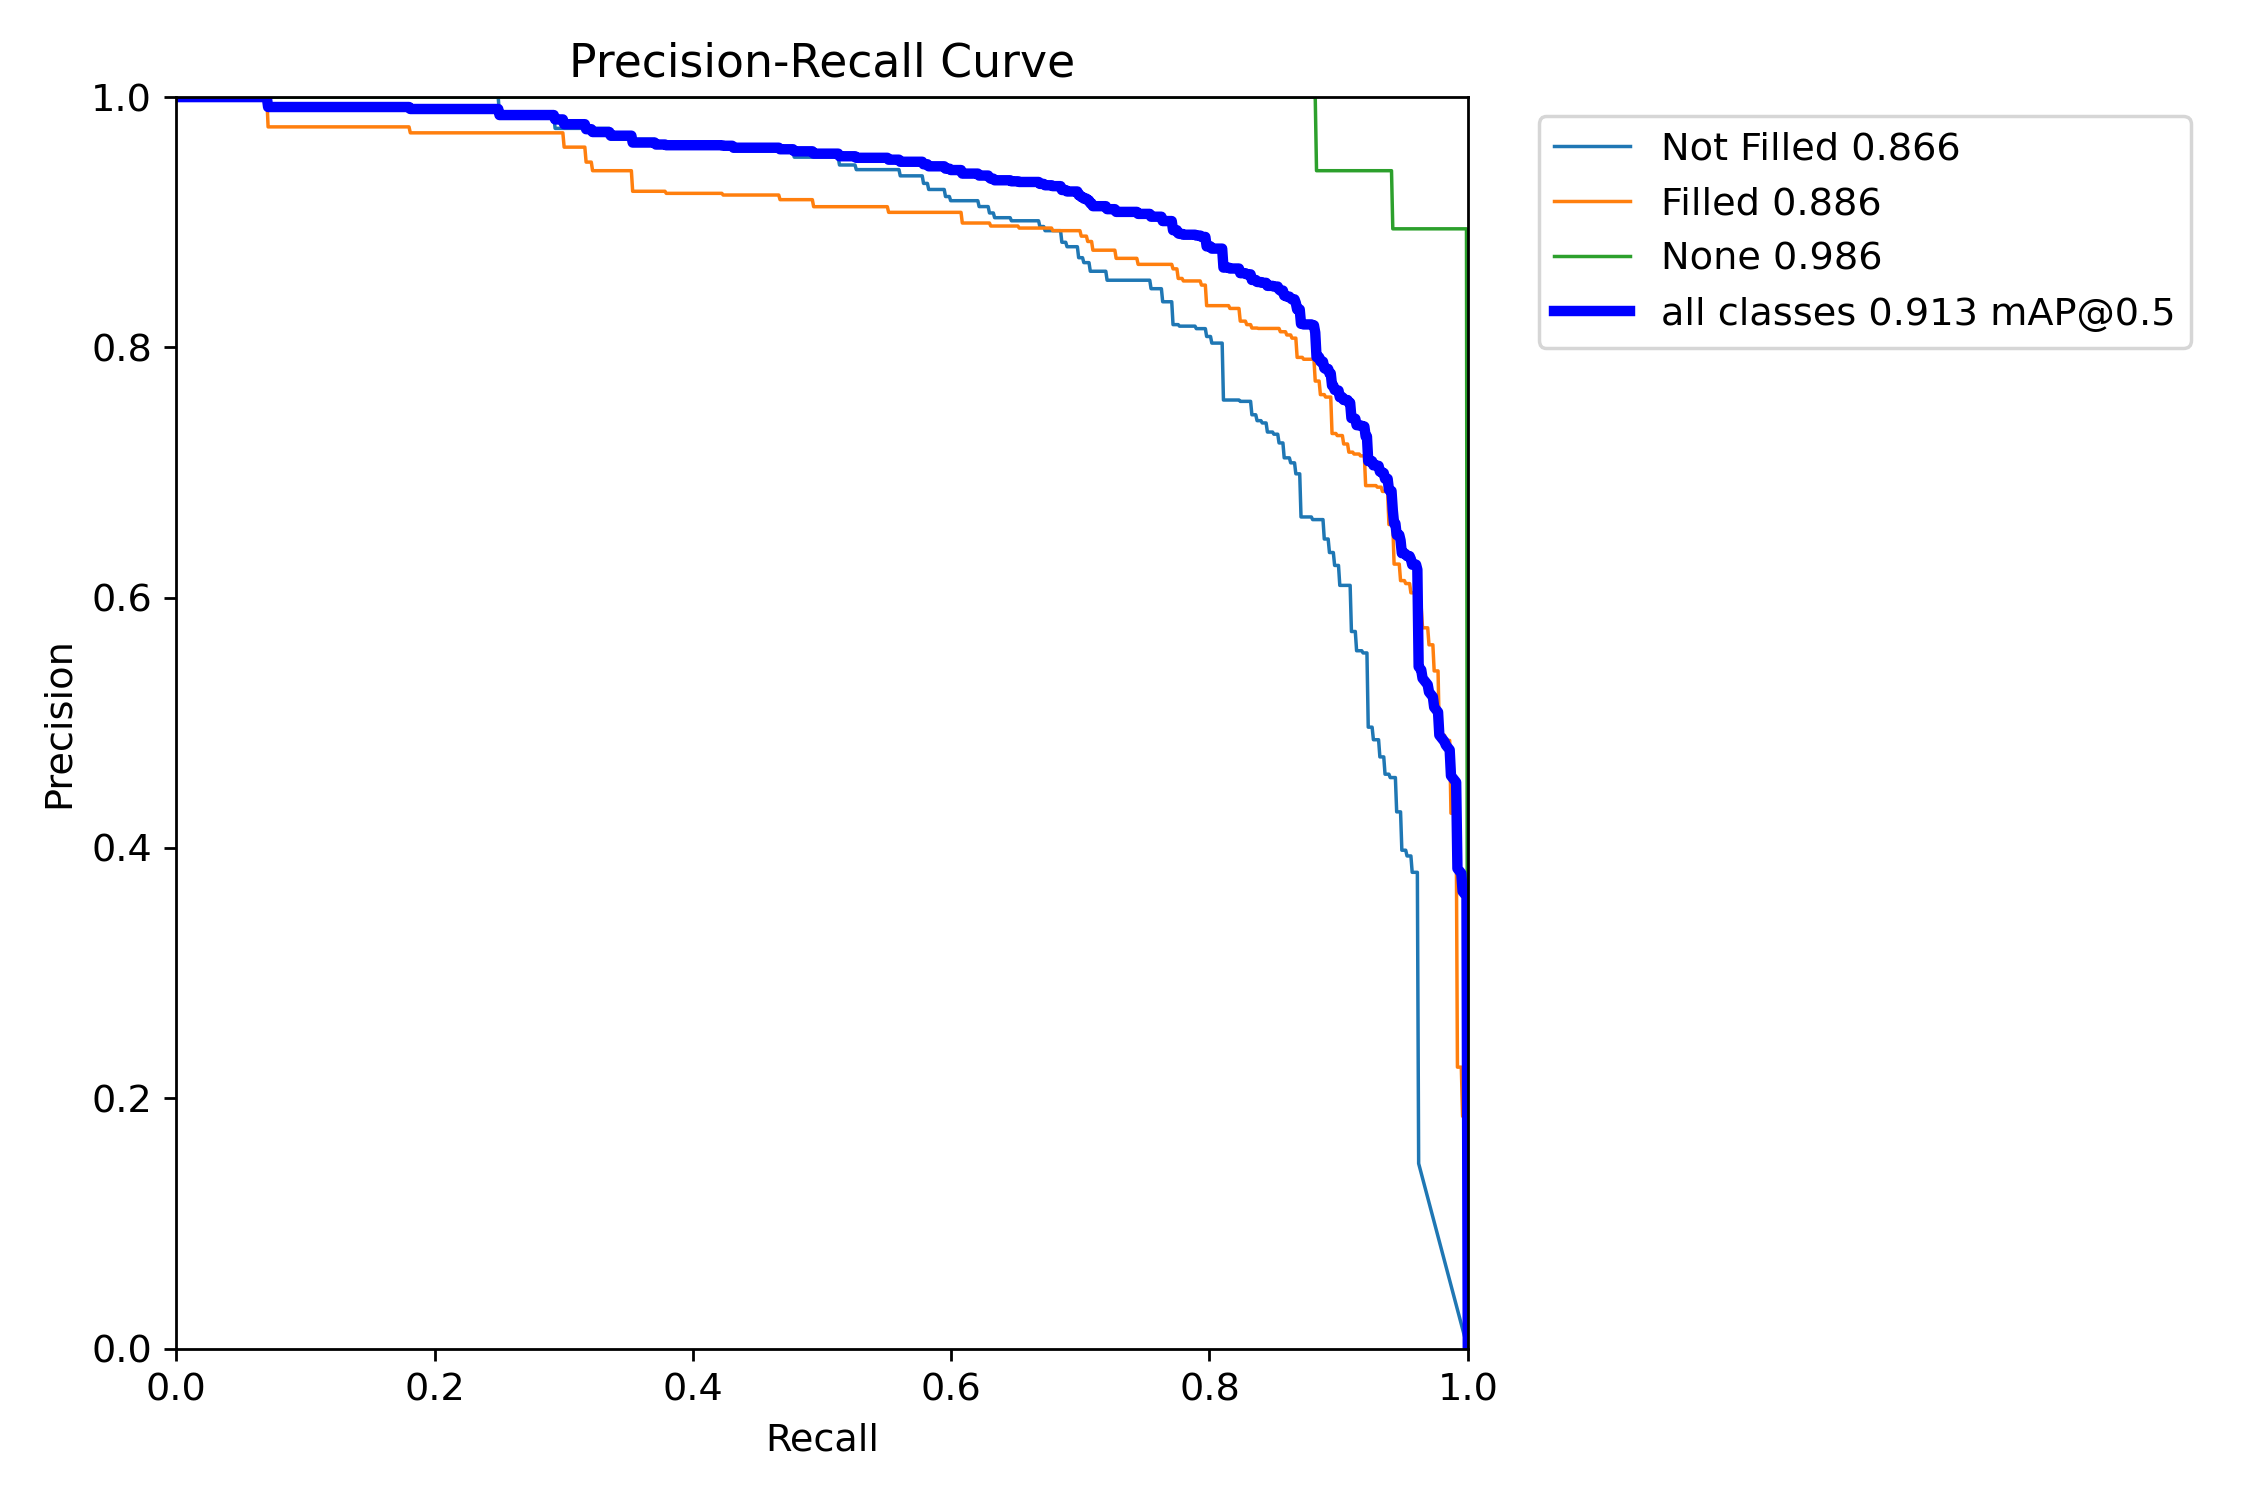 Precision-Recall Curve
1.0
0.8
0.6
0.4
0.2
0.0
Precision
0.0 0.2 0.4 0.6 0.8 1.0
Recall
Not Filled 0.866
Filled 0.886
None 0.986
all classes 0.913 mAP@0.5